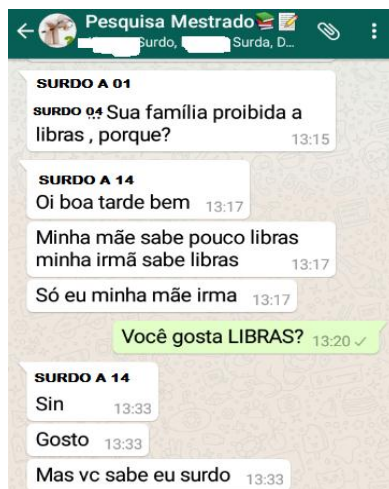 Pesquisa Mestrado📚📝
Surdo, Surda, D...
SURDO A 01
SURDO 04 Sua família proibida a
libras , porque?
13:15
SURDO A 14
Oi boa tarde bem 13:17
Minha mãe sabe pouco libras
minha irmã sabe libras
13:17
Só eu minha mãe irma 13:17
Você gosta LIBRAS? 13:20
SURDO A 14
Sin 13:33
Gosto 13:33
Mas vc sabe eu surdo 13:33